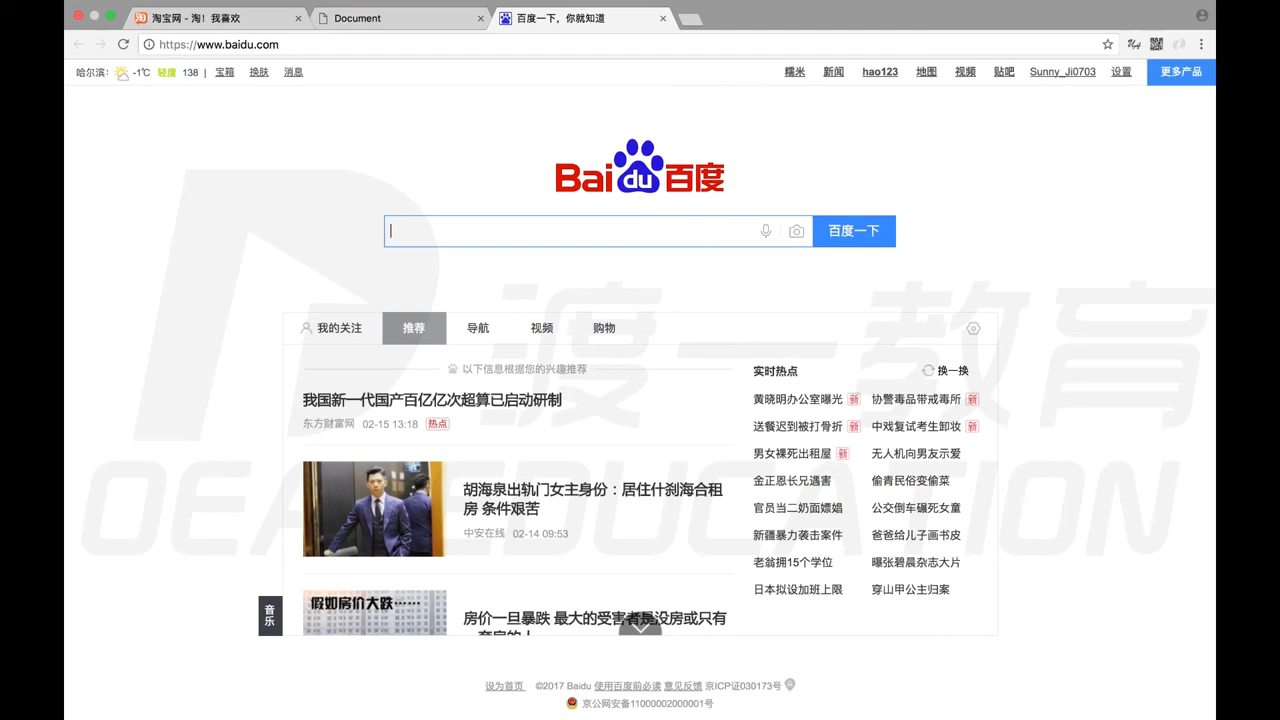 淘宝网 - 淘！我喜欢
Document
百度一下，你就知道
https://www.baidu.com
哈尔滨： -1℃ 轻度 138 | 宝箱 换肤 消息
糯米 新闻 hao123 地图 视频 贴吧 Sunny_Ji0703 设置 更多产品
Bai du 百度
百度一下
我的关注 推荐 导航 视频 购物
以下信息根据您的兴趣推荐
我国新一代国产百亿亿次超算已启动研制
东方财富网 02-15 13:18 热点
胡海泉出轨门女主身份：居住什刹海合租
房 条件艰苦
中安在线 02-14 09:53
假如房价大跌……
房价一旦暴跌 最大的受害者是没房或只有
一套房的人
实时热点 换一换
黄晓明办公室曝光 新 协警毒品带戒毒所 新
送餐迟到被打骨折 新 中戏复试考生卸妆 新
男女裸死出租屋 新 无人机向男友示爱
金正恩长兄遇害 偷青民俗变偷菜
官员当二奶面嫖娼 公交倒车碾死女童
新疆暴力袭击案件 爸爸给儿子画书皮
老翁拥15个学位 曝张碧晨杂志大片
日本拟设加班上限 穿山甲公主归案
音乐
设为首页 ©2017 Baidu 使用百度前必读 意见反馈 京ICP证030173号
京公网安备11000002000001号
渡一教育
EDUCATION